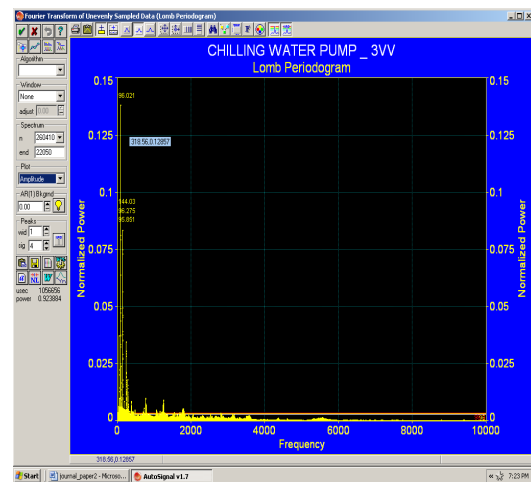 Fourier Transform of Unevenly Sampled Data (Lomb Periodogram)
Algorithm
Window
None
adjust 0.00
Spectrum
n 260410
end 22050
Plot
Amplitude
AR(1) Bkgrnd
0.00
Peaks
wid 1
sig 4
usec 1056656
power 0.923884
CHILLING WATER PUMP _ 3VV
Lomb Periodogram
0.15 0.15
96.021
0.125 0.125
318.56,0.12857
0.1 0.1
144.03
96.275
95.851
0.075 0.075
0.05 0.05
0.025 0.025
0 0
Normalized Power
Normalized Power
0 2000 4000 6000 8000 10000
Frequency
318.56,0.12857
Start journal_paper2 - Microso... AutoSignal v1.7 7:23 PM